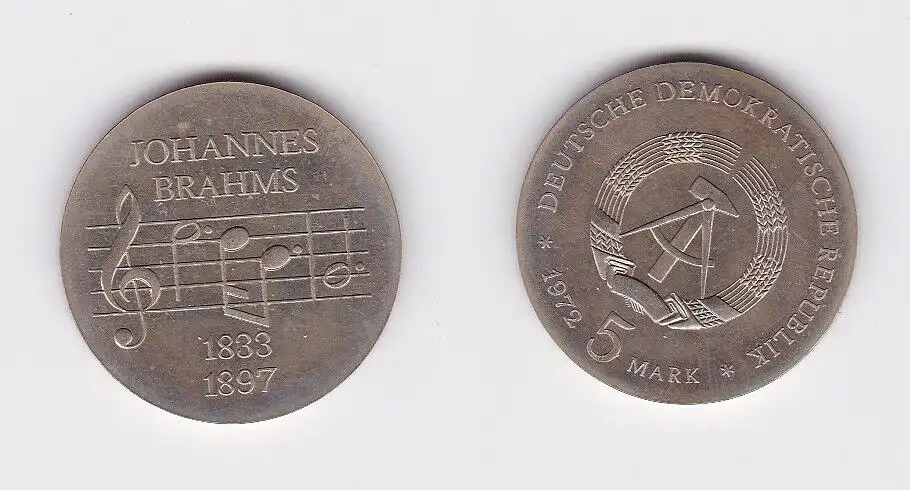 JOHANNES
BRAHMS
1833
1897
* DEUTSCHE DEMOKRATISCHE REPUBLIK *
1972
5
MARK